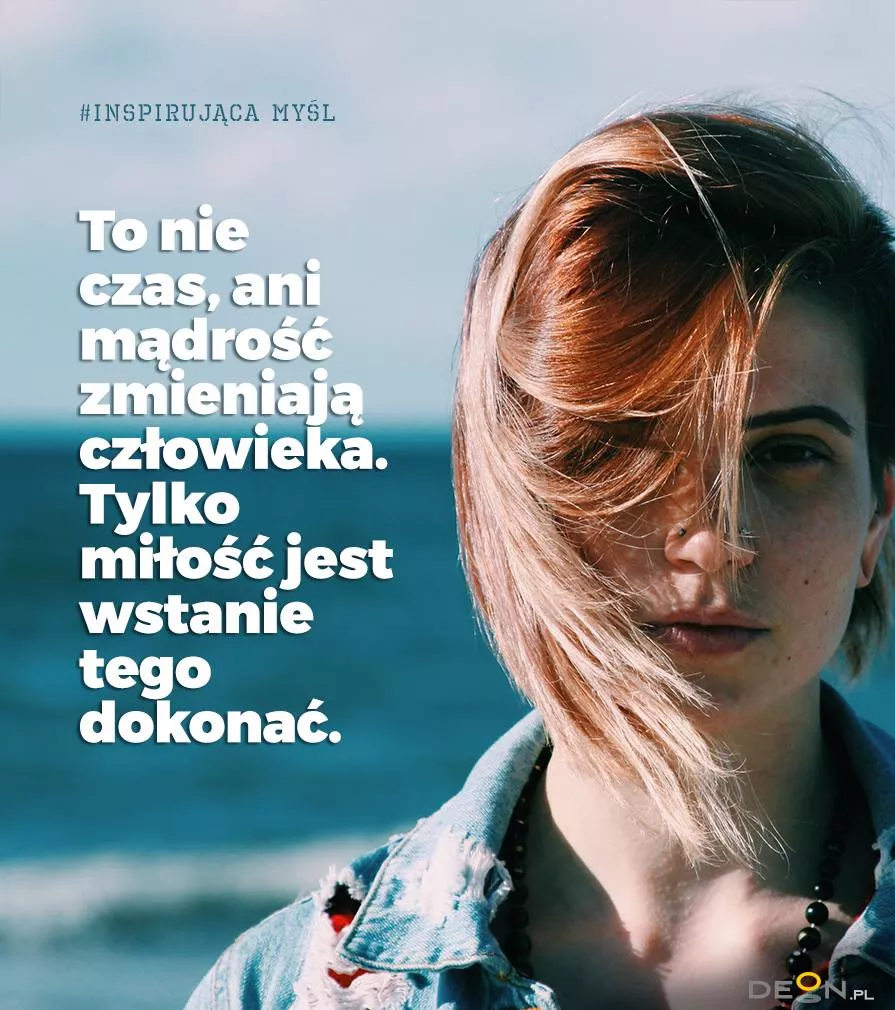 #INSPIRUJĄCA MYŚL
To nie
czas, ani
mądrość
zmieniają
człowieka.
Tylko
miłość jest
wstanie
tego
dokonać.
DEON.PL